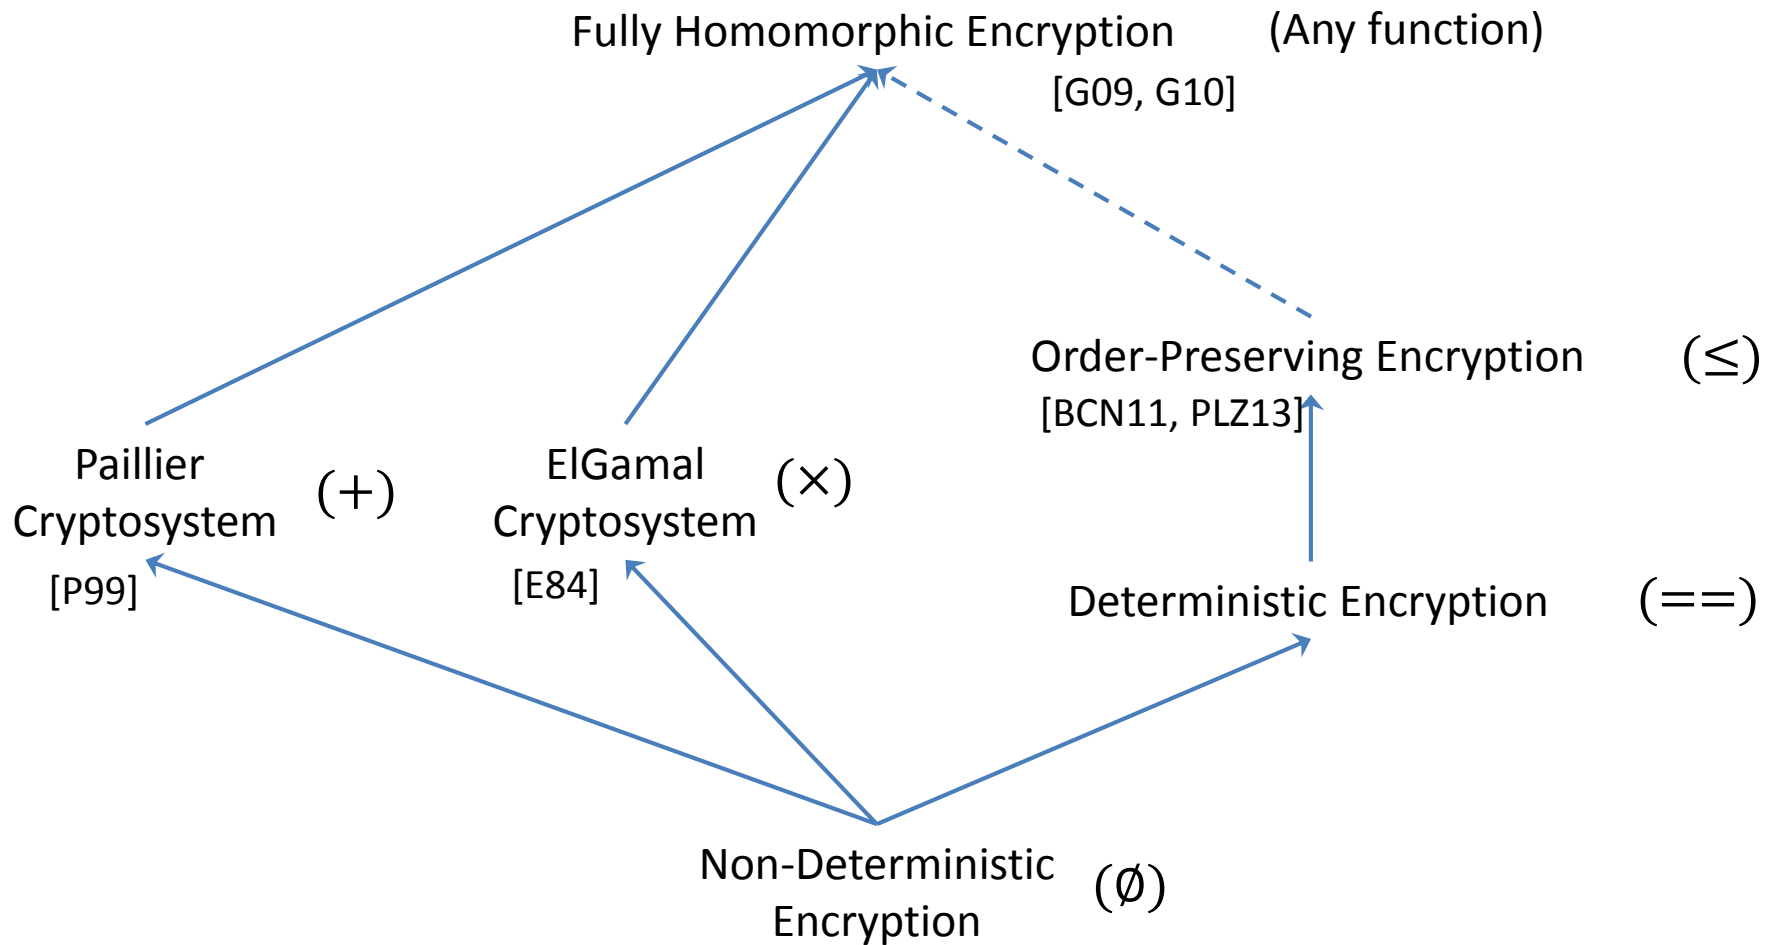 Fully Homomorphic Encryption (Any function)
[G09, G10]
Order-Preserving Encryption (≤)
[BCN11, PLZ13]
Paillier
Cryptosystem (+)
[P99]
ElGamal
Cryptosystem (×)
[E84]
Deterministic Encryption (==)
Non-Deterministic
Encryption (∅)